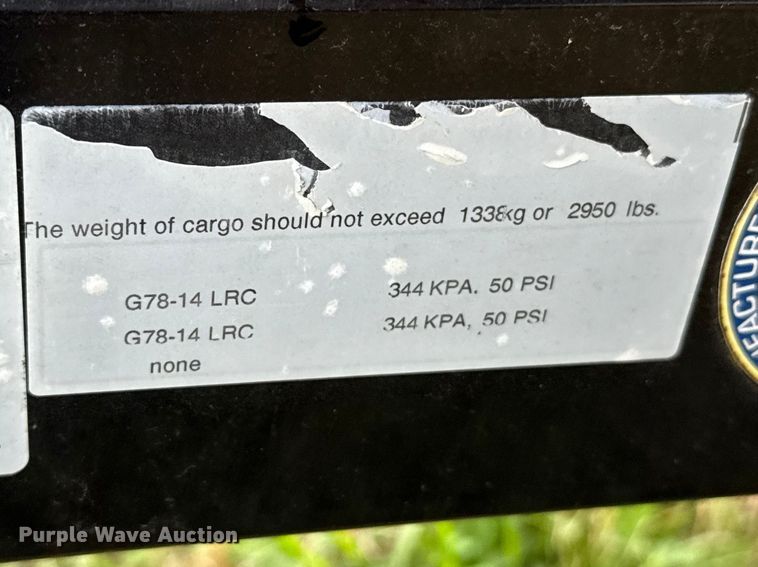 The weight of cargo should not exceed 1338kg or 2950 lbs.
G78-14 LRC 344 KPA. 50 PSI
G78-14 LRC 344 KPA, 50 PSI
none
Purple Wave Auction